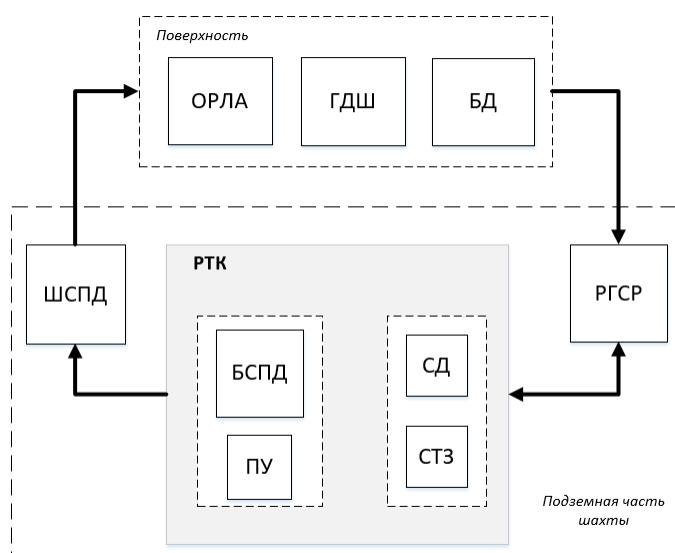 Поверхность
ОРЛА
ГДШ
БД
ШСПД
РТК
РГСР
БСПД
СД
ПУ
СТЗ
Подземная часть
шахты